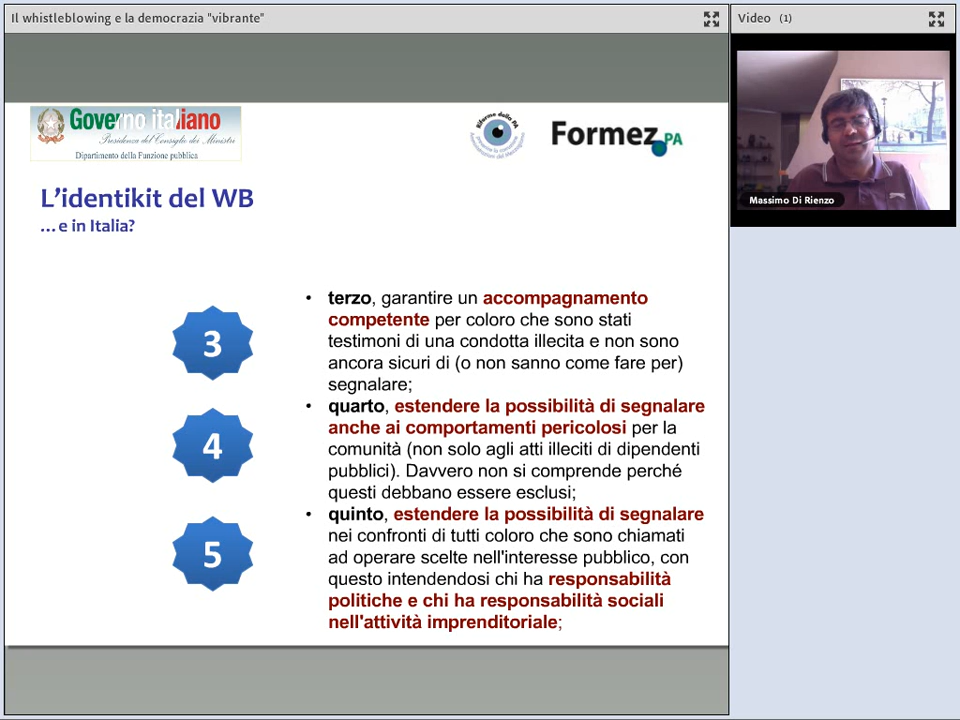 Il whistleblowing e la democrazia "vibrante"
Video (1)
Governo italiano
Presidenza del Consiglio dei Ministri
Dipartimento della Funzione pubblica
Riforma della PA
Formez PA
Massimo Di Rienzo
L'identikit del WB
...e in Italia?
3
• terzo, garantire un accompagnamento
competente per coloro che sono stati
testimoni di una condotta illecita e non sono
ancora sicuri di (o non sanno come fare per)
segnalare;
4
• quarto, estendere la possibilità di segnalare
anche ai comportamenti pericolosi per la
comunità (non solo agli atti illeciti di dipendenti
pubblici). Davvero non si comprende perché
questi debbano essere esclusi;
5
• quinto, estendere la possibilità di segnalare
nei confronti di tutti coloro che sono chiamati
ad operare scelte nell'interesse pubblico, con
questo intendendosi chi ha responsabilità
politiche e chi ha responsabilità sociali
nell'attività imprenditoriale;